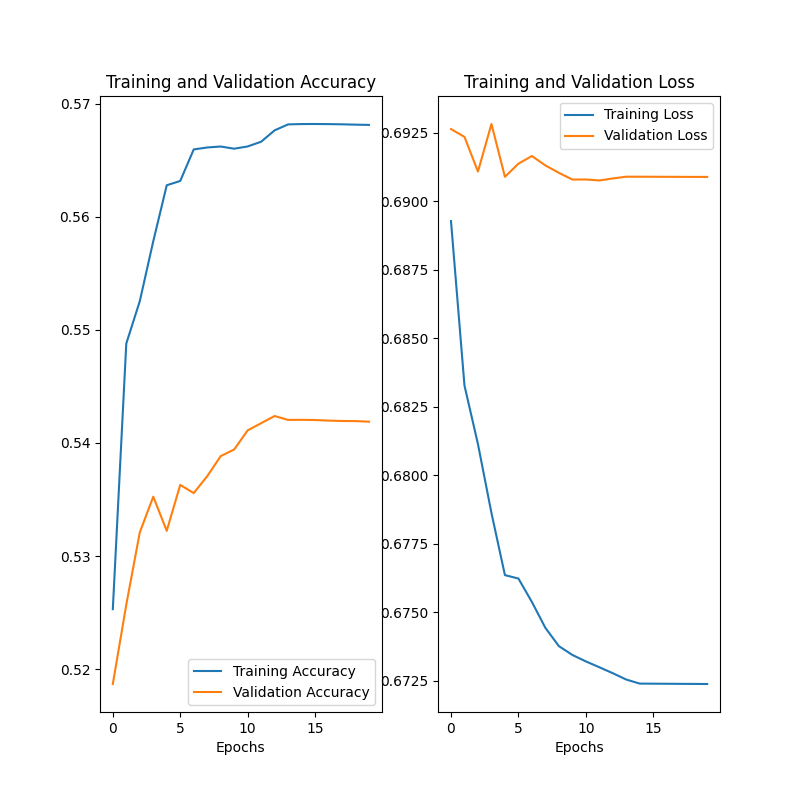 Training and Validation Accuracy
0.57
0.56
0.55
0.54
0.53
0.52
Training Accuracy
Validation Accuracy
0 5 10 15
Epochs
Training and Validation Loss
Training Loss
Validation Loss
0.6925
0.6900
0.6875
0.6850
0.6825
0.6800
0.6775
0.6750
0.6725
0 5 10 15
Epochs